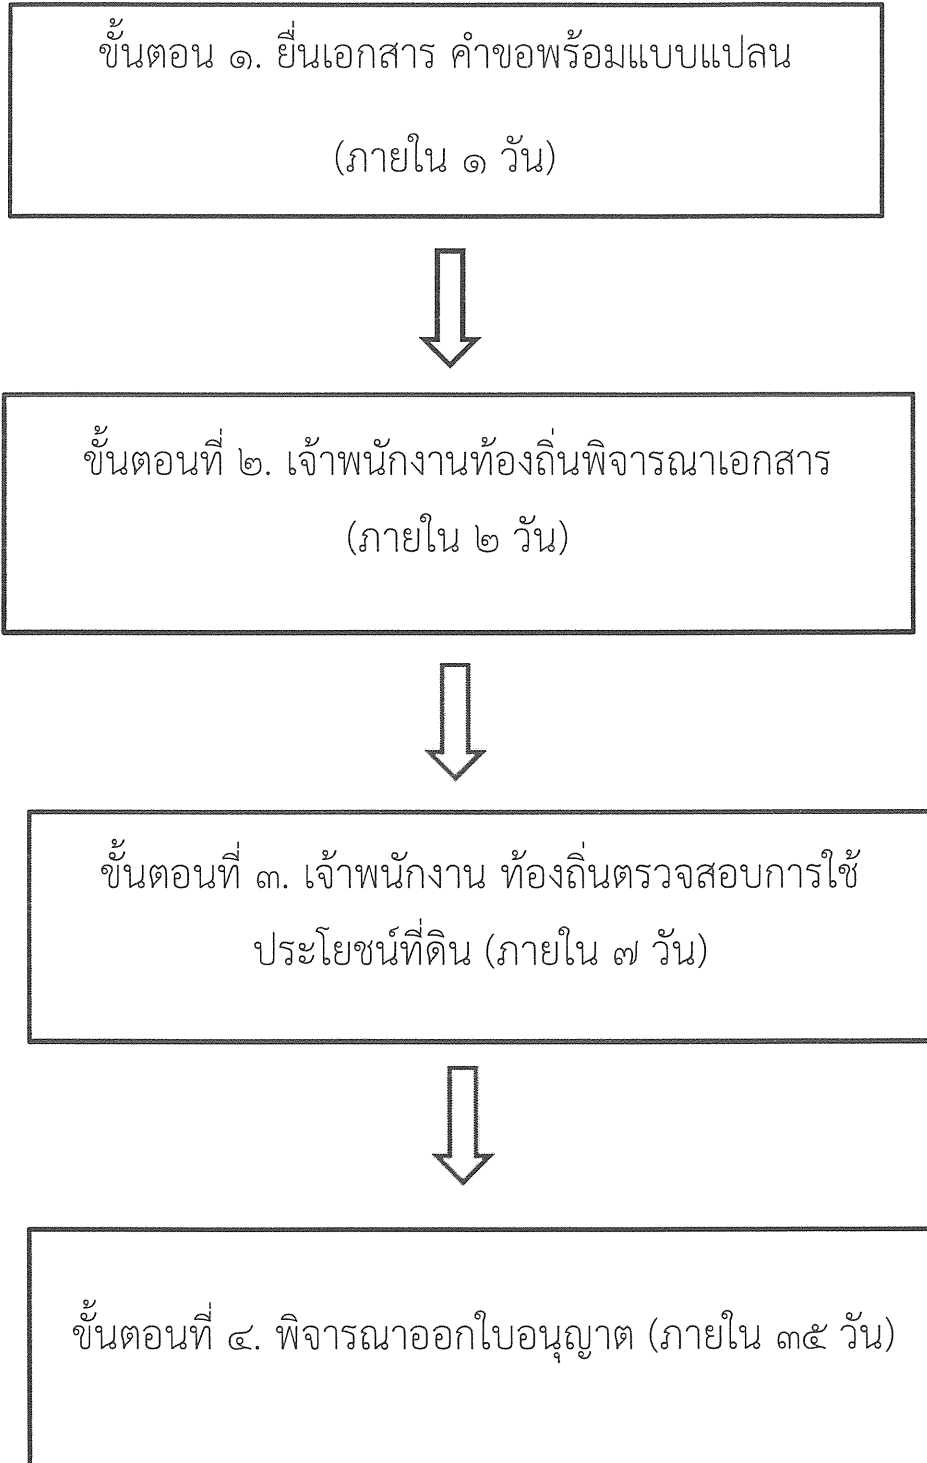 ขั้นตอน ๑. ยื่นเอกสาร คำขอพร้อมแบบแปลน
(ภายใน ๑ วัน)
ขั้นตอนที่ ๒. เจ้าพนักงานท้องถิ่นพิจารณาเอกสาร
(ภายใน ๒ วัน)
ขั้นตอนที่ ๓. เจ้าพนักงาน ท้องถิ่นตรวจสอบการใช้
ประโยชน์ที่ดิน (ภายใน ๗ วัน)
ขั้นตอนที่ ๔. พิจารณาออกใบอนุญาต (ภายใน ๓๕ วัน)